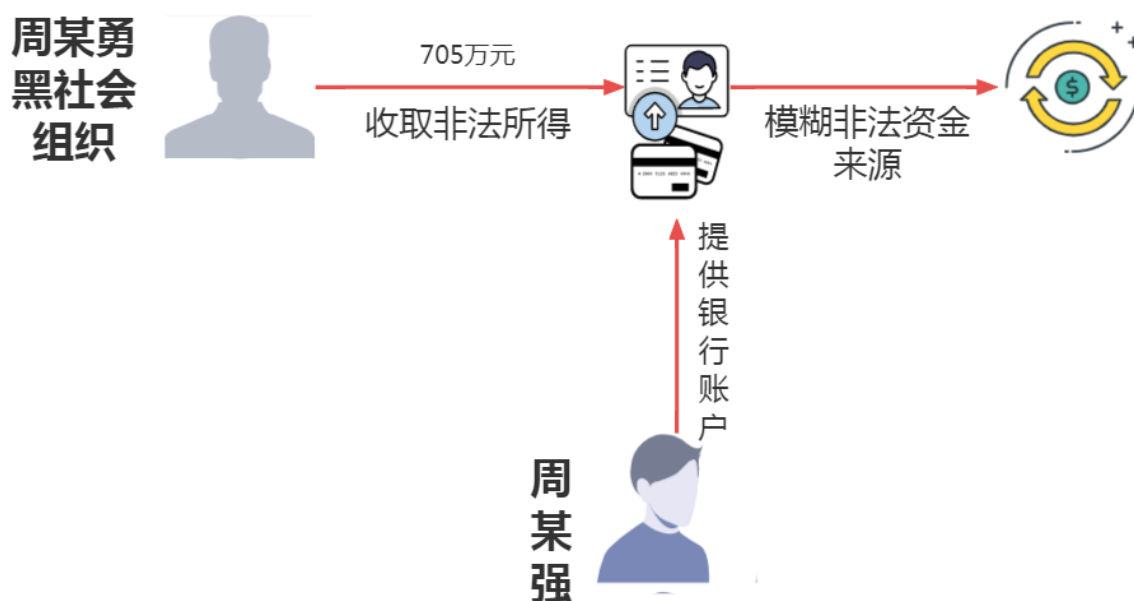 周某勇
黑社会
组织
705万元
收取非法所得
模糊非法资金
来源
提
供
银
行
账
户
周
某
强